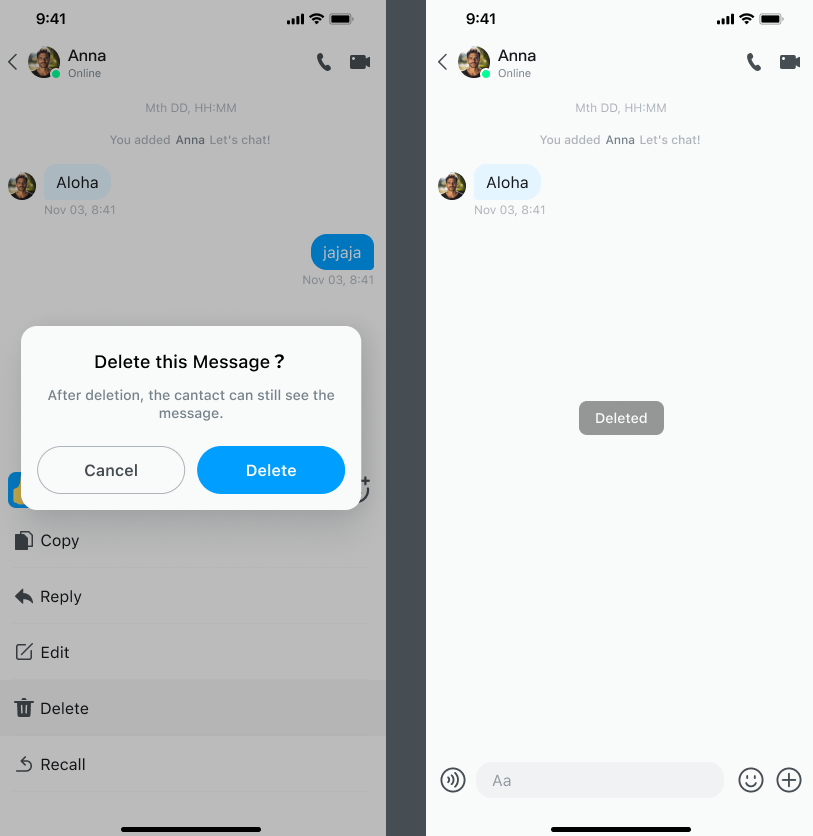 9:41
Anna
Online
Mth DD, HH:MM
You added Anna Let's chat!
Aloha
Nov 03, 8:41
jajaja
Nov 03, 8:41
Delete this Message?
After deletion, the cantact can still see the
message.
Cancel Delete
Copy
Reply
Edit
Delete
Recall
9:41
Anna
Online
Mth DD, HH:MM
You added Anna Let's chat!
Aloha
Nov 03, 8:41
Deleted
Aa